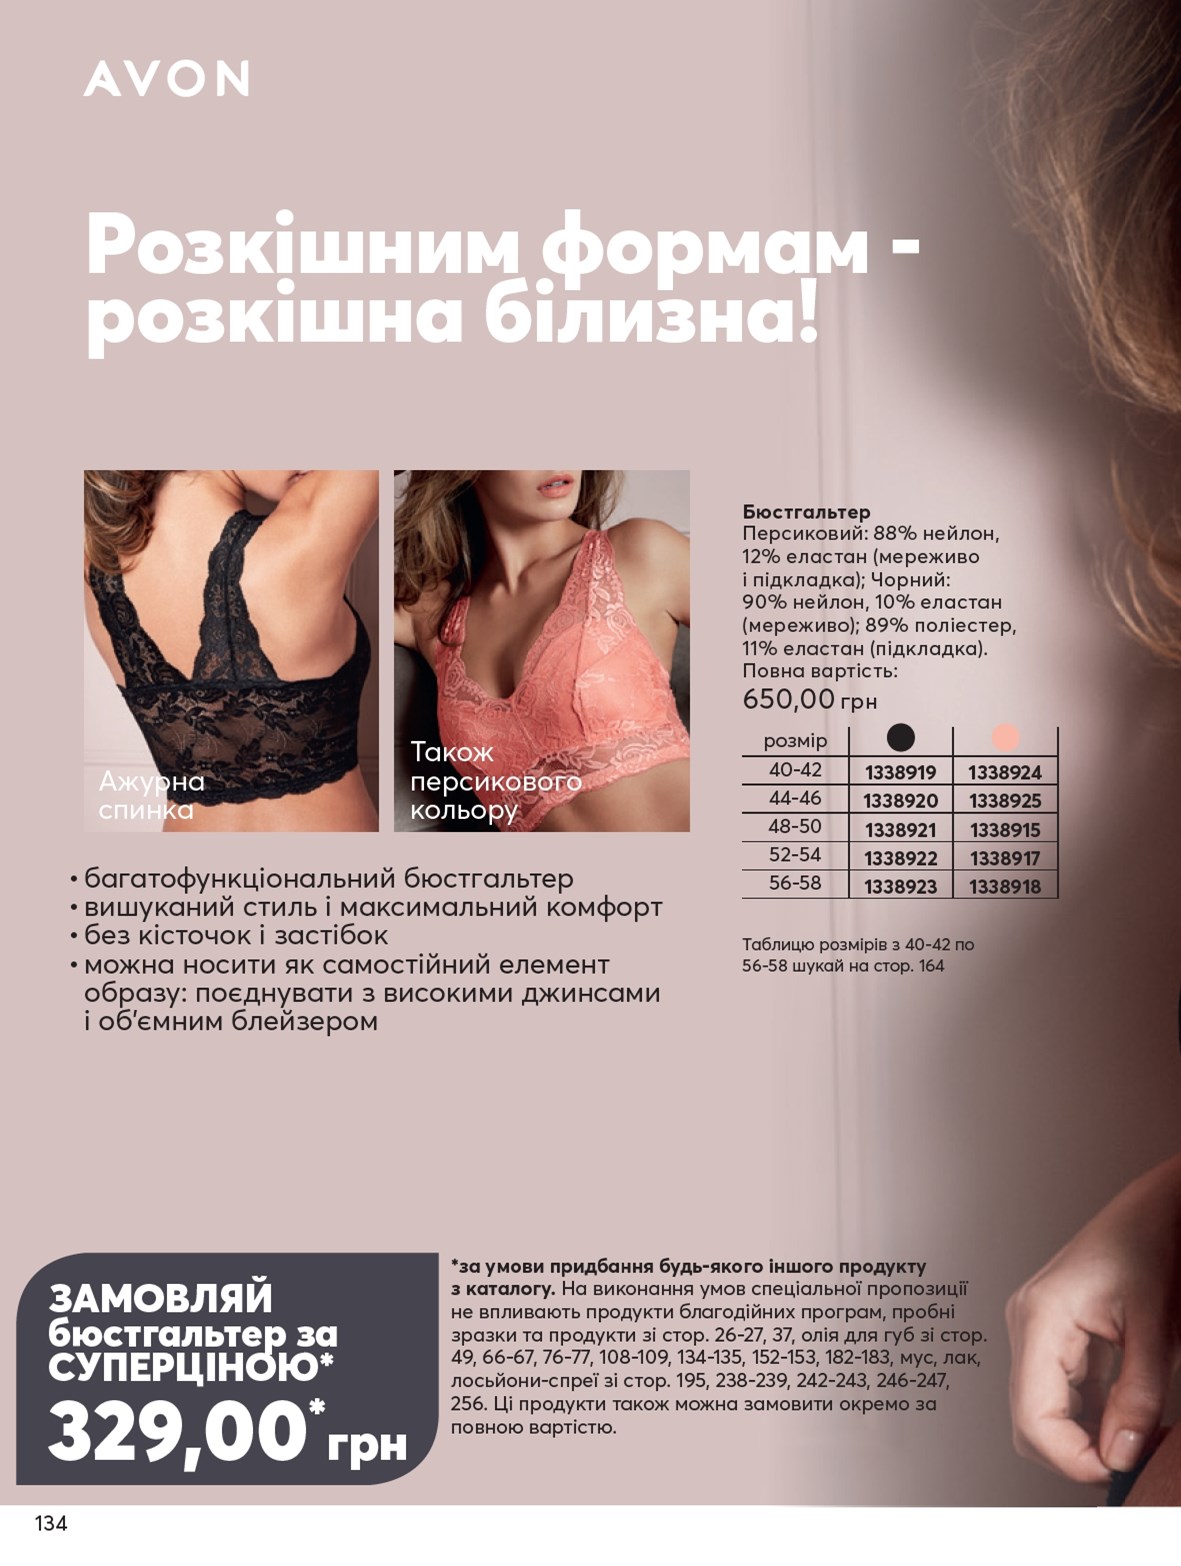 AVON
Розкішним формам -
розкішна білизна!
Ажурна
спинка
Також
персикового
кольору
Бюстгальтер
Персиковий: 88% нейлон,
12% еластан (мереживо
і підкладка); Чорний:
90% нейлон, 10% еластан
(мереживо); 89% поліестер,
11% еластан (підкладка).
Повна вартість:
650,00 грн
розмір
40-42 1338919 1338924
44-46 1338920 1338925
48-50 1338921 1338915
52-54 1338922 1338917
56-58 1338923 1338918
Таблицю розмірів з 40-42 по
56-58 шукай на стор. 164
• багатофункціональний бюстгальтер
• вишуканий стиль і максимальний комфорт
• без кісточок і застібок
• можна носити як самостійний елемент
образу: поєднувати з високими джинсами
і об'ємним блейзером
ЗАМОВЛЯЙ
бюстгальтер за
СУПЕРЦІНОЮ*
329,00* грн
*за умови придбання будь-якого іншого продукту
з каталогу. На виконання умов спеціальної пропозиції
не впливають продукти благодійних програм, пробні
зразки та продукти зі стор. 26-27, 37, олія для губ зі стор.
49, 66-67, 76-77, 108-109, 134-135, 152-153, 182-183, мус, лак,
лосьйони-спреї зі стор. 195, 238-239, 242-243, 246-247,
256. Ці продукти також можна замовити окремо за
повною вартістю.
134